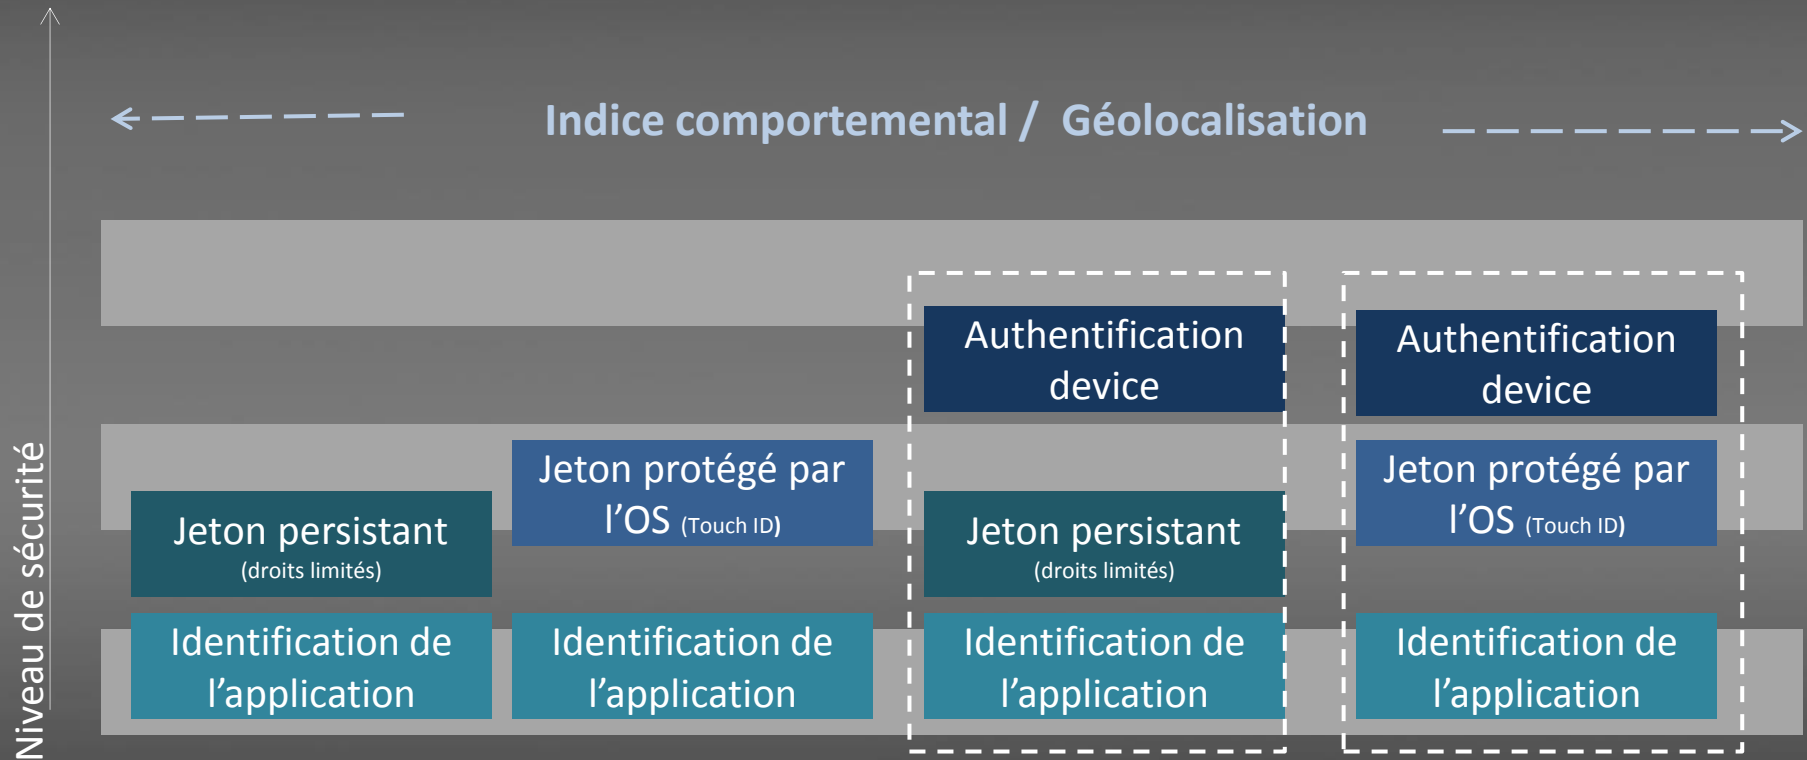 Indice comportemental /  Géolocalisation
Niveau de sécurité
Authentification
device
Authentification
device
Jeton protégé par
l’OS (Touch ID)
Jeton protégé par
l’OS (Touch ID)
Jeton persistant
(droits limités)
Jeton persistant
(droits limités)
Identification de
l’application
Identification de
l’application
Identification de
l’application
Identification de
l’application